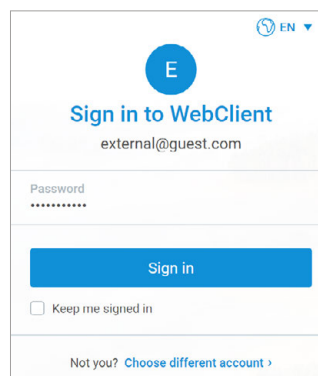 EN
E
Sign in to WebClient
external@guest.com
Password
•••••••••••
Sign in
Keep me signed in
Not you? Choose different account ›